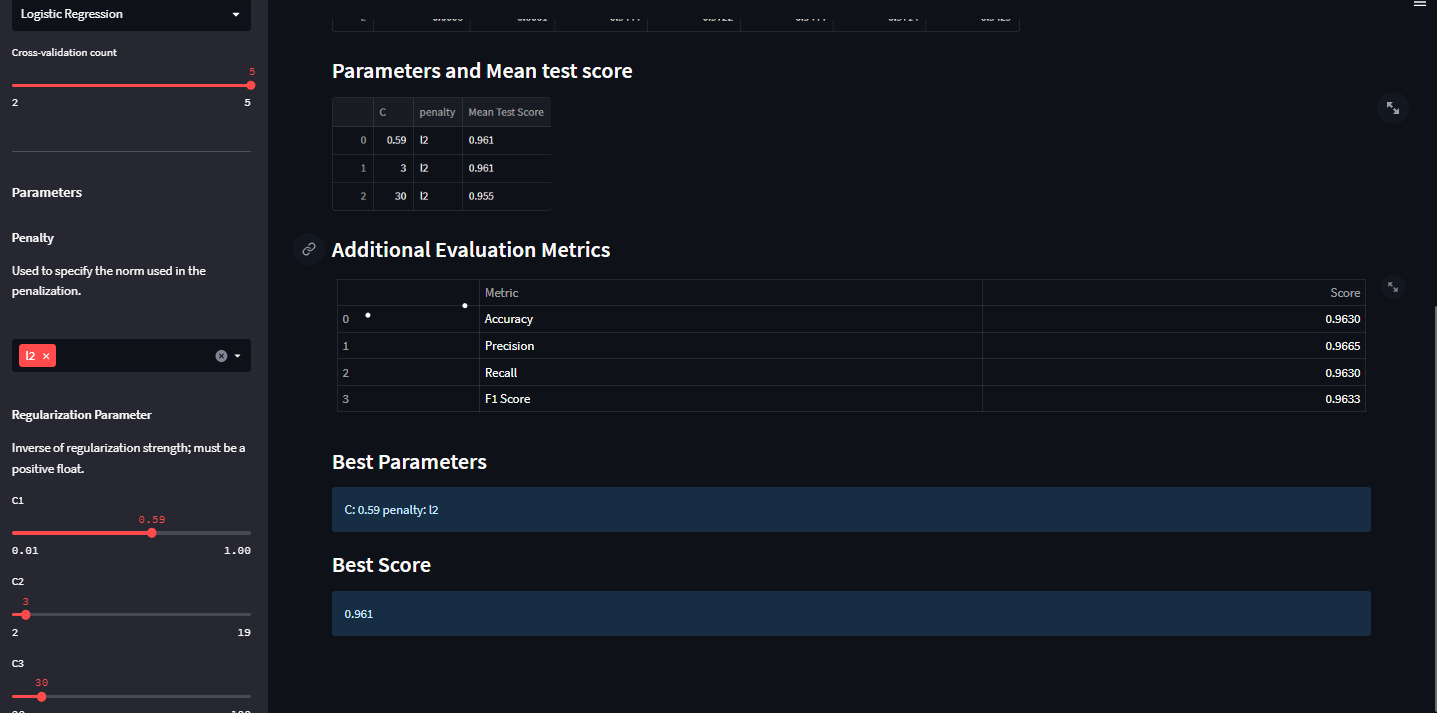 Logistic Regression
Cross-validation count
5
2 5
Parameters
Penalty
Used to specify the norm used in the
penalization.
l2 ×
Regularization Parameter
Inverse of regularization strength; must be a
positive float.
C1
0.59
0.01 1.00
C2
3
2 19
C3
30
Parameters and Mean test score
C penalty Mean Test Score
0 0.59 l2 0.961
1 3 l2 0.961
2 30 l2 0.955
Additional Evaluation Metrics
Metric Score
0 Accuracy 0.9630
1 Precision 0.9665
2 Recall 0.9630
3 F1 Score 0.9633
Best Parameters
C: 0.59 penalty: l2
Best Score
0.961